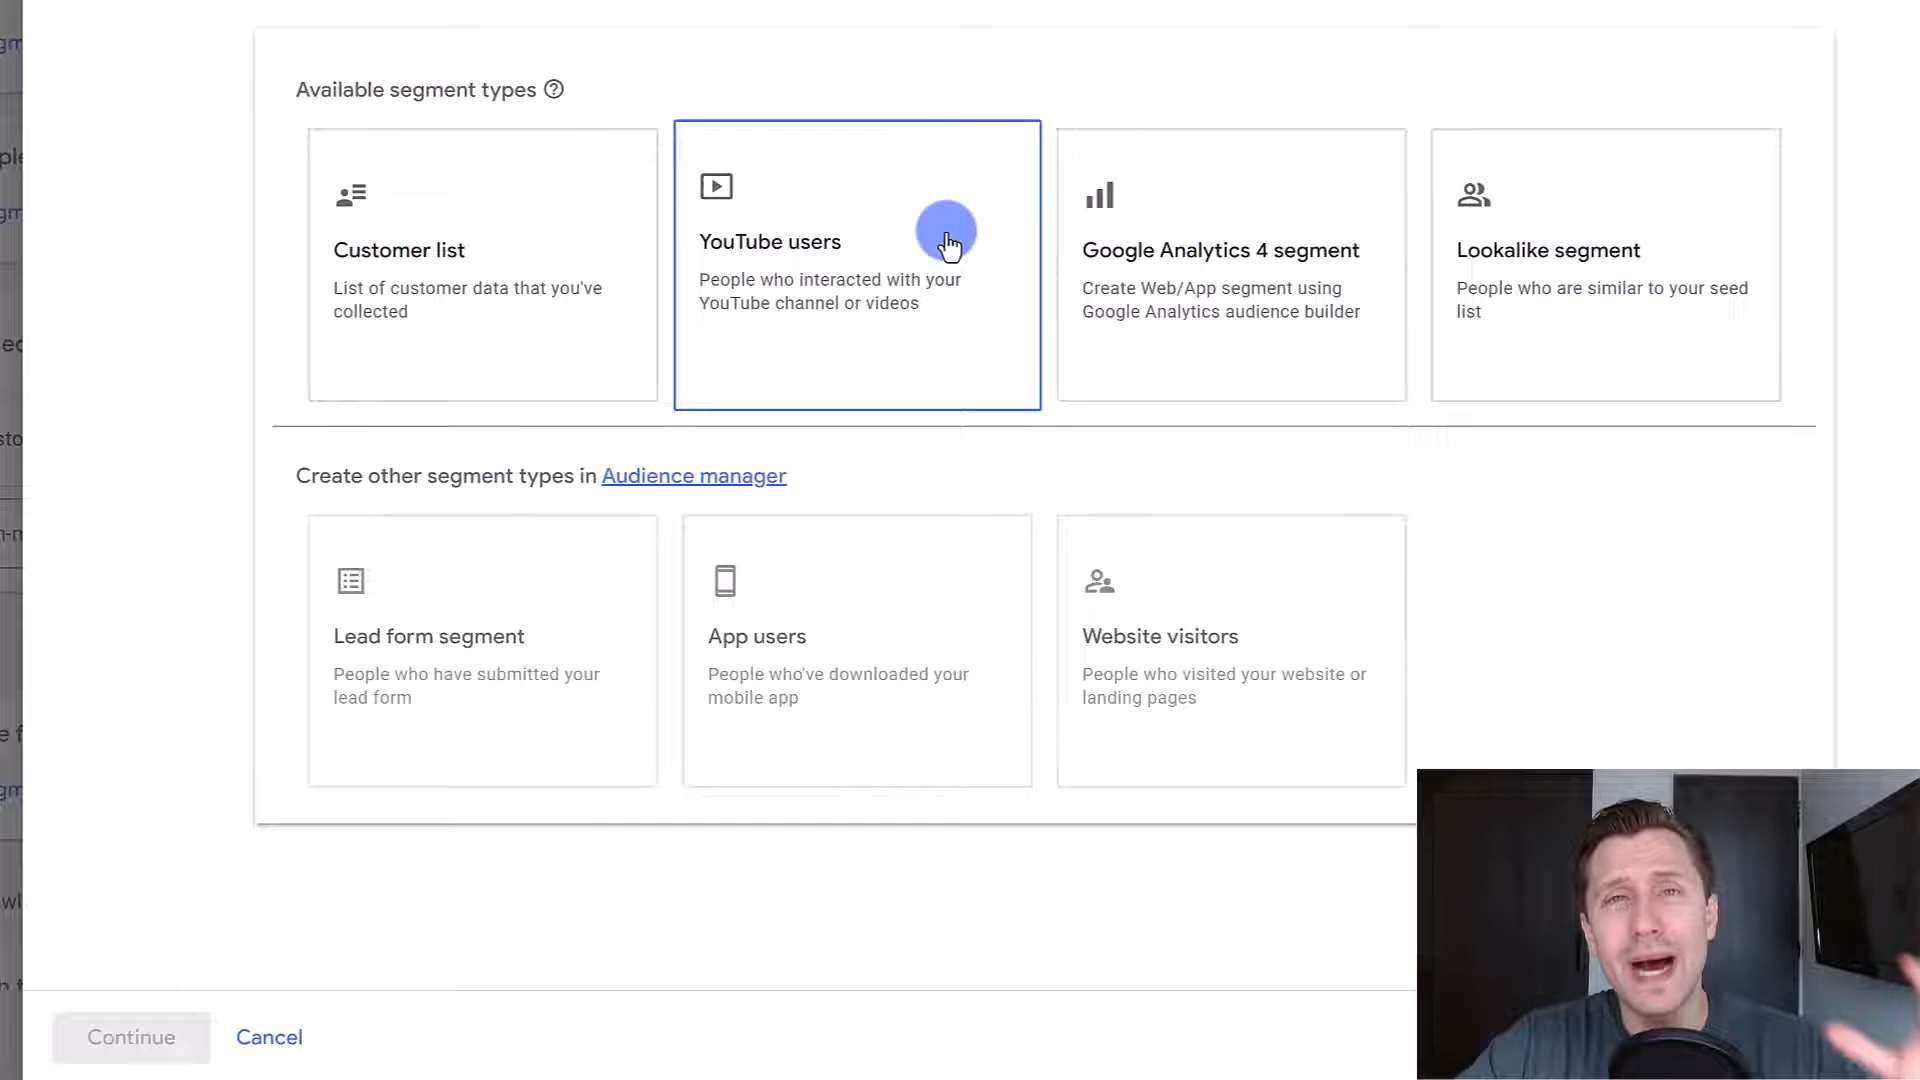 Available segment types
Customer list
List of customer data that you've
collected
YouTube users
People who interacted with your
YouTube channel or videos
Google Analytics 4 segment
Create Web/App segment using
Google Analytics audience builder
Lookalike segment
People who are similar to your seed
list
Create other segment types in Audience manager
Lead form segment
People who have submitted your
lead form
App users
People who've downloaded your
mobile app
Website visitors
People who visited your website or
landing pages
Continue
Cancel